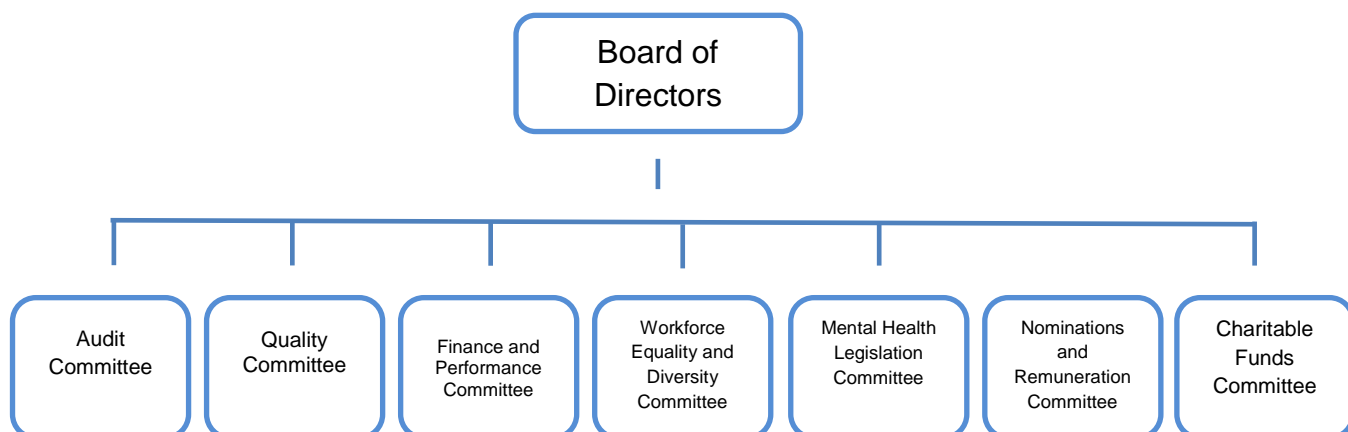 Board of
Directors
Audit
Committee
Quality
Committee
Finance and
Performance
Committee
Workforce
Equality and
Diversity
Committee
Mental Health
Legislation
Committee
Nominations
and
Remuneration
Committee
Charitable
Funds
Committee